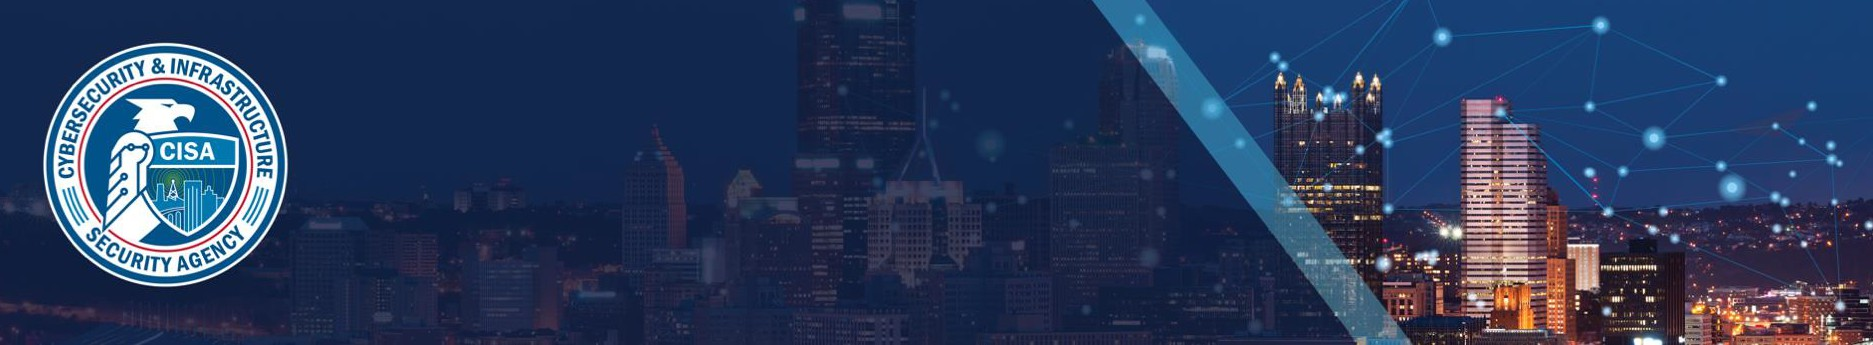 CYBERSECURITY & INFRASTRUCTURE
CISA
SECURITY AGENCY